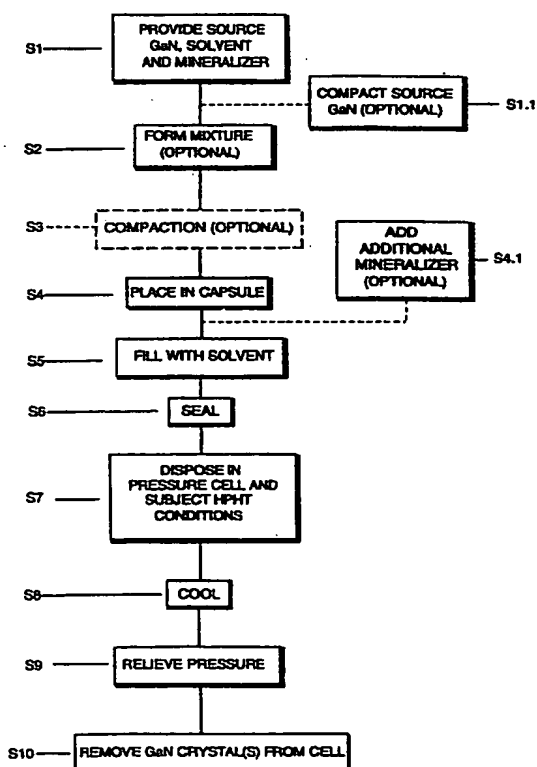 S1
PROVIDE SOURCE
GaN, SOLVENT
AND MINERALIZER
COMPACT SOURCE
GaN (OPTIONAL)
S1.1
S2
FORM MIXTURE
(OPTIONAL)
S3
COMPACTION (OPTIONAL)
ADD
ADDITIONAL
MINERALIZER
(OPTIONAL)
S4.1
S4
PLACE IN CAPSULE
S5
FILL WITH SOLVENT
S6
SEAL
S7
DISPOSE IN
PRESSURE CELL AND
SUBJECT HPHT
CONDITIONS
S8
COOL
S9
RELIEVE PRESSURE
S10
REMOVE GaN CRYSTAL(S) FROM CELL